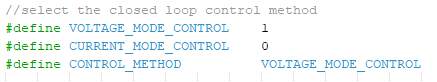 //select the closed loop control method
#define VOLTAGE_MODE_CONTROL 1
#define CURRENT_MODE_CONTROL 0
#define CONTROL_METHOD VOLTAGE_MODE_CONTROL